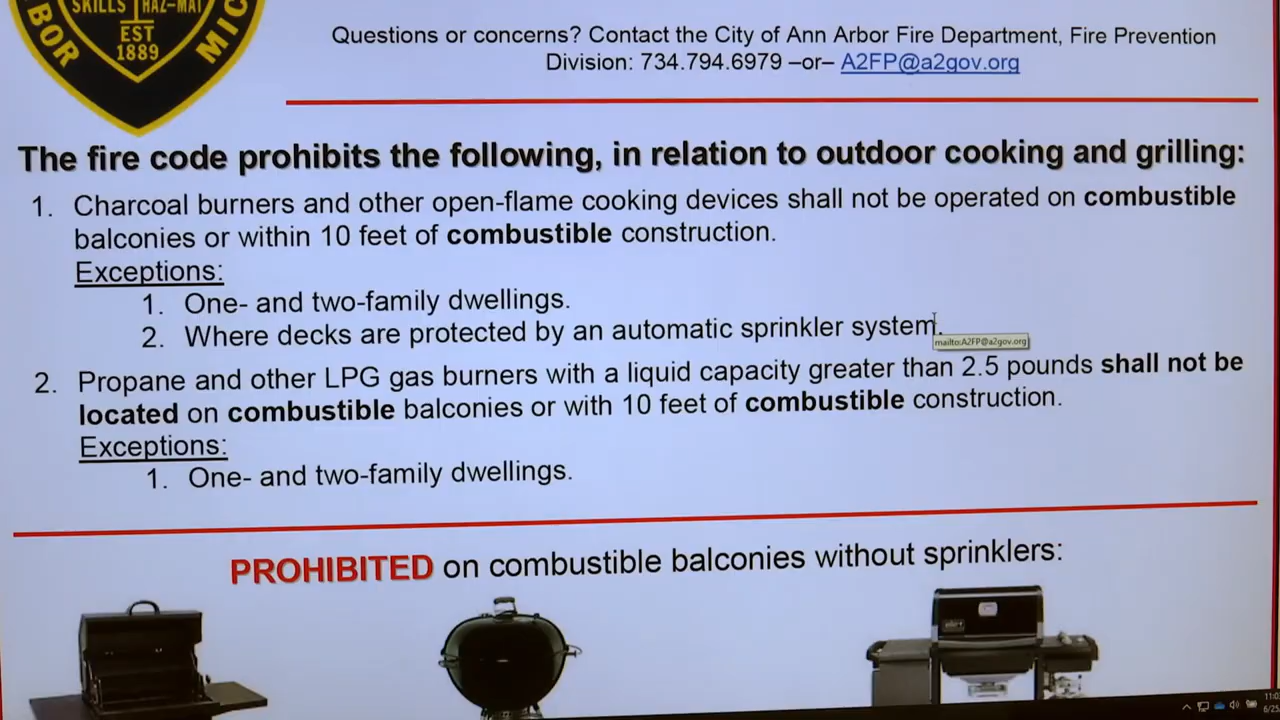 SKILLS HAZ-MAT
EST
1889
BOR MIC
Questions or concerns? Contact the City of Ann Arbor Fire Department, Fire Prevention
Division: 734.794.6979 –or– A2FP@a2gov.org
The fire code prohibits the following, in relation to outdoor cooking and grilling:
1. Charcoal burners and other open-flame cooking devices shall not be operated on combustible
balconies or within 10 feet of combustible construction.
Exceptions:
1. One- and two-family dwellings.
2. Where decks are protected by an automatic sprinkler system.
mailto:A2FP@a2gov.org
2. Propane and other LPG gas burners with a liquid capacity greater than 2.5 pounds shall not be
located on combustible balconies or with 10 feet of combustible construction.
Exceptions:
1. One- and two-family dwellings.
PROHIBITED on combustible balconies without sprinklers: